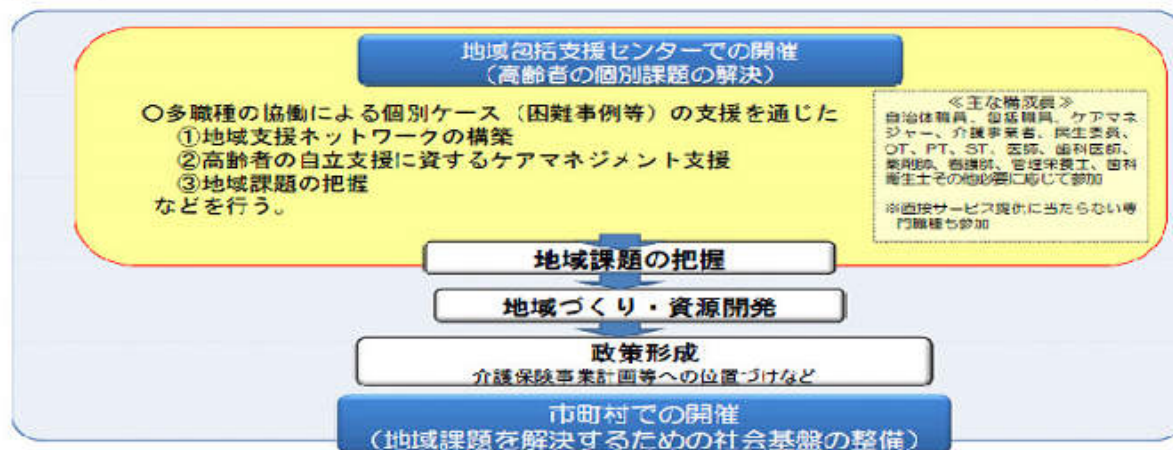 地域包括支援センターでの開催
(高齢者の個別課題の解決)
○多職種の協働による個別ケース(困難事例等)の支援を通じた
①地域支援ネットワークの構築
②高齢者の自立支援に資するケアマネジメント支援
③地域課題の把握
などを行う。
≪主な構成員≫
自治体職員、包括職員、ケアマネ
ジャー、介護事業者、民生委員、
OT、PT、ST、医師、歯科医師、
薬剤師、看護師、管理栄養士、歯科
衛生士その他必要に応じて参加
※直接サービス提供に当たらない専
門職種も参加
地域課題の把握
地域づくり・資源開発
政策形成
介護保険事業計画等への位置づけなど
市町村での開催
(地域課題を解決するための社会基盤の整備)